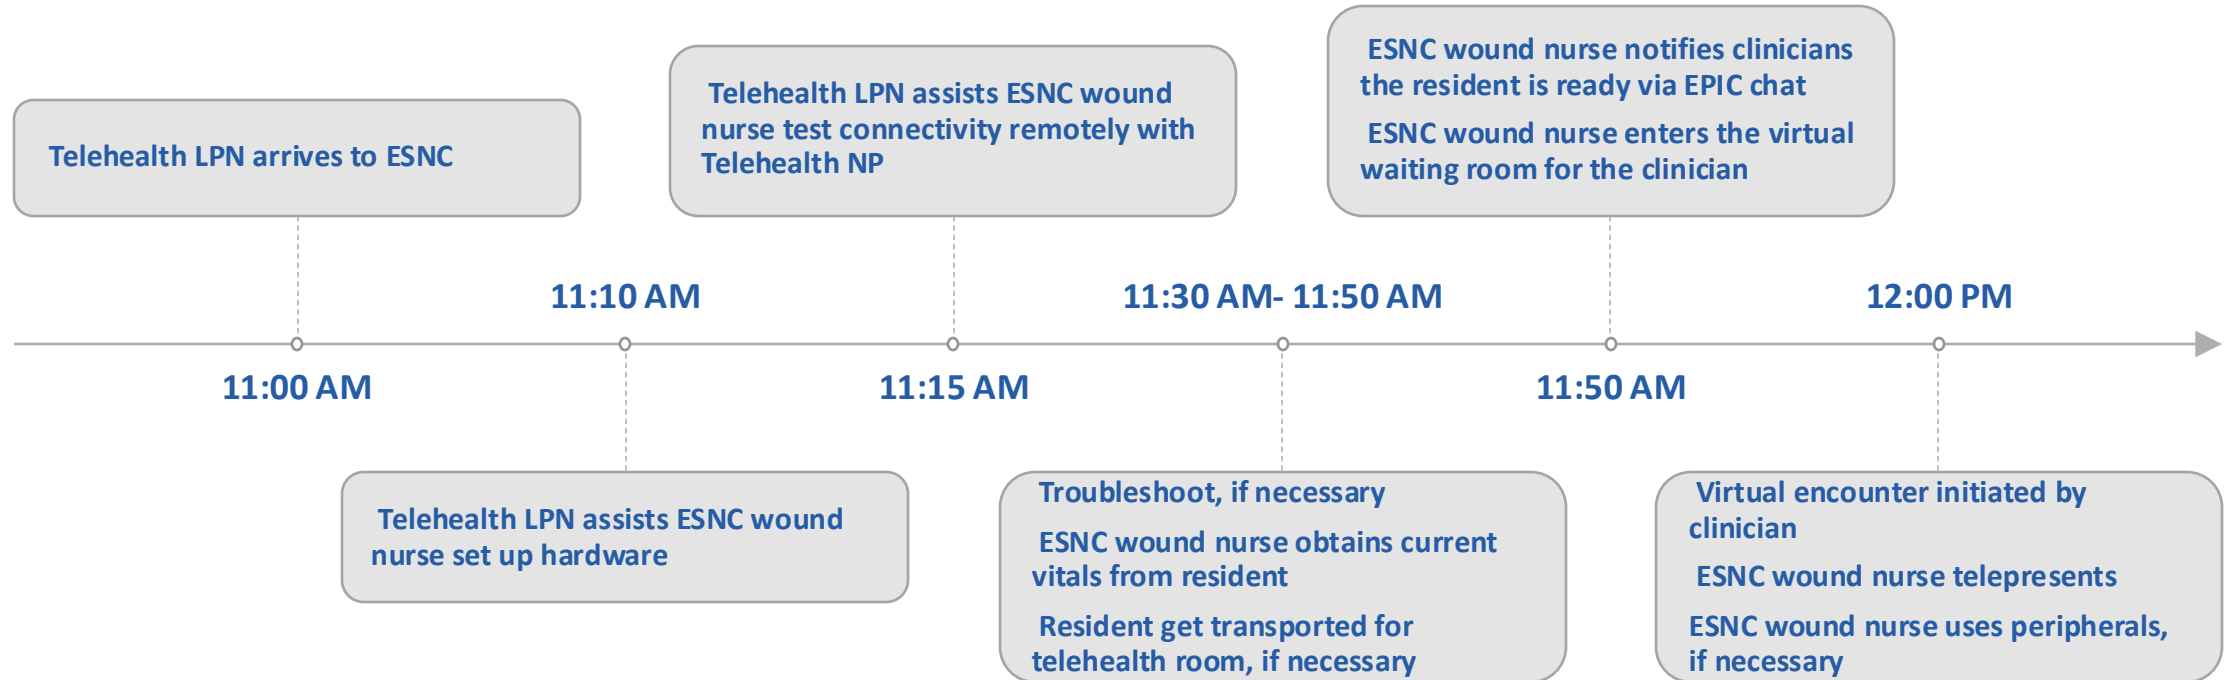 Telehealth LPN arrives to ESNC
11:00 AM
11:10 AM
Telehealth LPN assists ESNC wound
nurse set up hardware
Telehealth LPN assists ESNC wound
nurse test connectivity remotely with
Telehealth NP
11:15 AM
11:30 AM- 11:50 AM
Troubleshoot, if necessary
ESNC wound nurse obtains current
vitals from resident
Resident get transported for
telehealth room, if necessary
ESNC wound nurse notifies clinicians
the resident is ready via EPIC chat
ESNC wound nurse enters the virtual
waiting room for the clinician
11:50 AM
12:00 PM
Virtual encounter initiated by
clinician
ESNC wound nurse telepresents
ESNC wound nurse uses peripherals,
if necessary